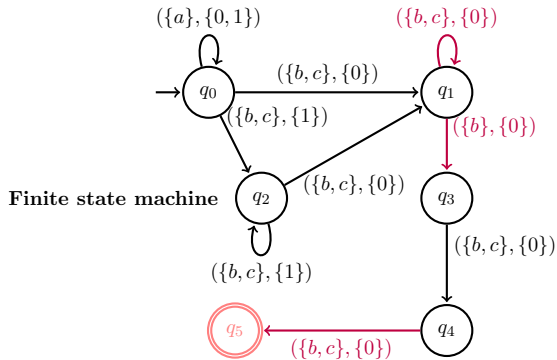 ({a}, {0, 1})
({b, c}, {0})
q0
({b, c}, {0})
q1
({b, c}, {1})
({b}, {0})
({b, c}, {0})
Finite state machine
q2
q3
({b, c}, {0})
({b, c}, {1})
q5
q4
({b, c}, {0})